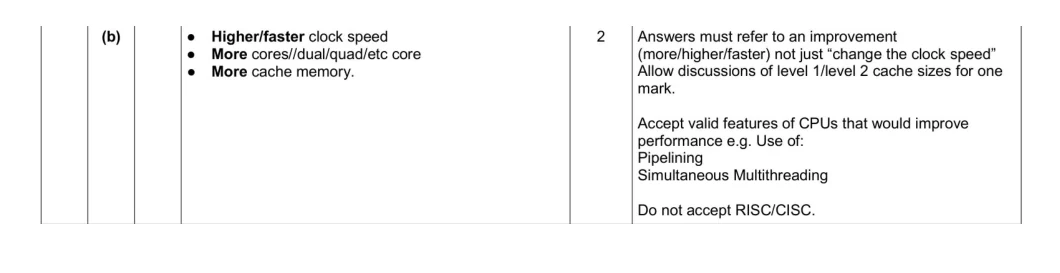 (b)
● Higher/faster clock speed
● More cores//dual/quad/etc core
● More cache memory.
2
Answers must refer to an improvement
(more/higher/faster) not just “change the clock speed”
Allow discussions of level 1/level 2 cache sizes for one
mark.
Accept valid features of CPUs that would improve
performance e.g. Use of:
Pipelining
Simultaneous Multithreading
Do not accept RISC/CISC.